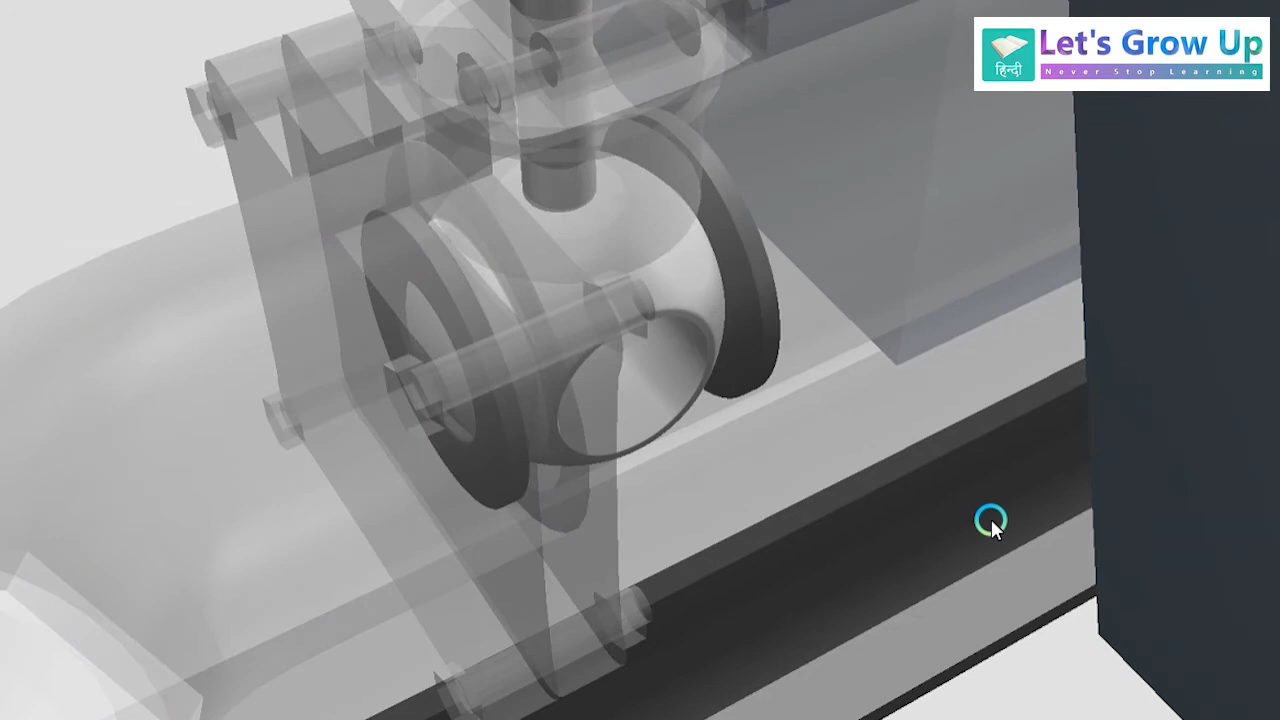 Let's Grow Up
हिन्दी
Never Stop Learning